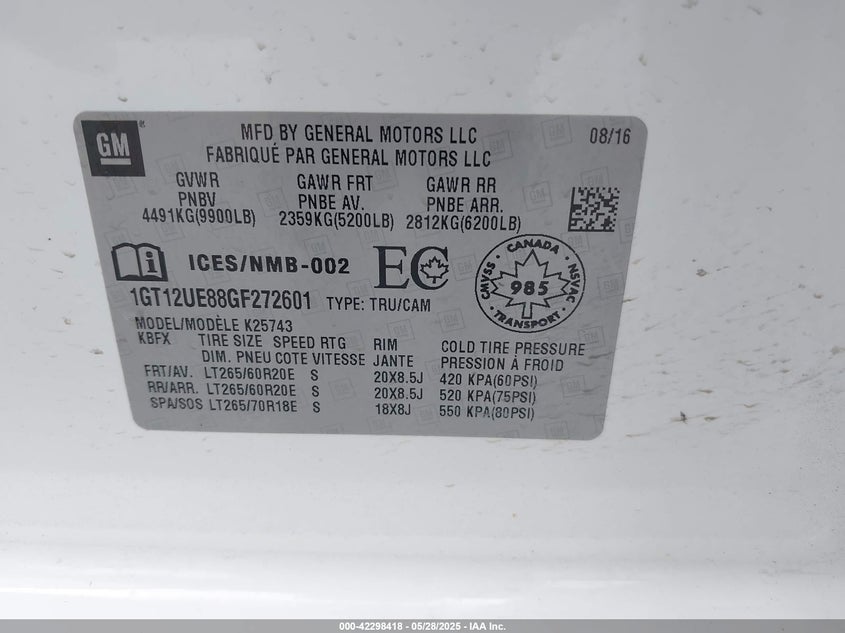 GM
MFD BY GENERAL MOTORS LLC 08/16
FABRIQUÉ PAR GENERAL MOTORS LLC
GVWR GAWR FRT GAWR RR
PNBV PNBE AV. PNBE ARR.
4491KG(9900LB) 2359KG(5200LB) 2812KG(6200LB)
ICES/NMB-002 EC
CANADA
CMVSS 985 NSVAC
TRANSPORT
1GT12UE88GF272601 TYPE: TRU/CAM
MODEL/MODÈLE K25743
KBFX TIRE SIZE SPEED RTG RIM COLD TIRE PRESSURE
DIM. PNEU COTE VITESSE JANTE PRESSION À FROID
FRT/AV. LT265/60R20E S 20X8.5J 420 KPA(60PSI)
RR/ARR. LT265/60R20E S 20X8.5J 520 KPA(75PSI)
SPA/SOS LT265/70R18E S 18X8J 550 KPA(80PSI)
000-42298418 - 05/28/2025 - IAA Inc.